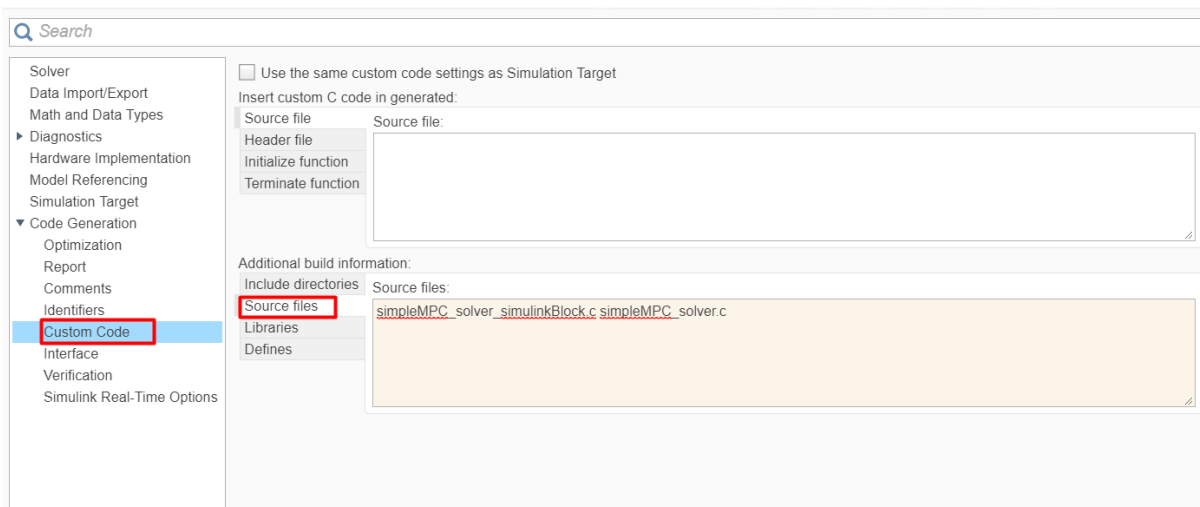 Search
Solver
Data Import/Export
Math and Data Types
Diagnostics
Hardware Implementation
Model Referencing
Simulation Target
Code Generation
Optimization
Report
Comments
Identifiers
Custom Code
Interface
Verification
Simulink Real-Time Options
Use the same custom code settings as Simulation Target
Insert custom C code in generated:
Source file
Header file
Initialize function
Terminate function
Source file:
Additional build information:
Include directories
Source files
Libraries
Defines
Source files:
simpleMPC_solver_simulinkBlock.c simpleMPC_solver.c